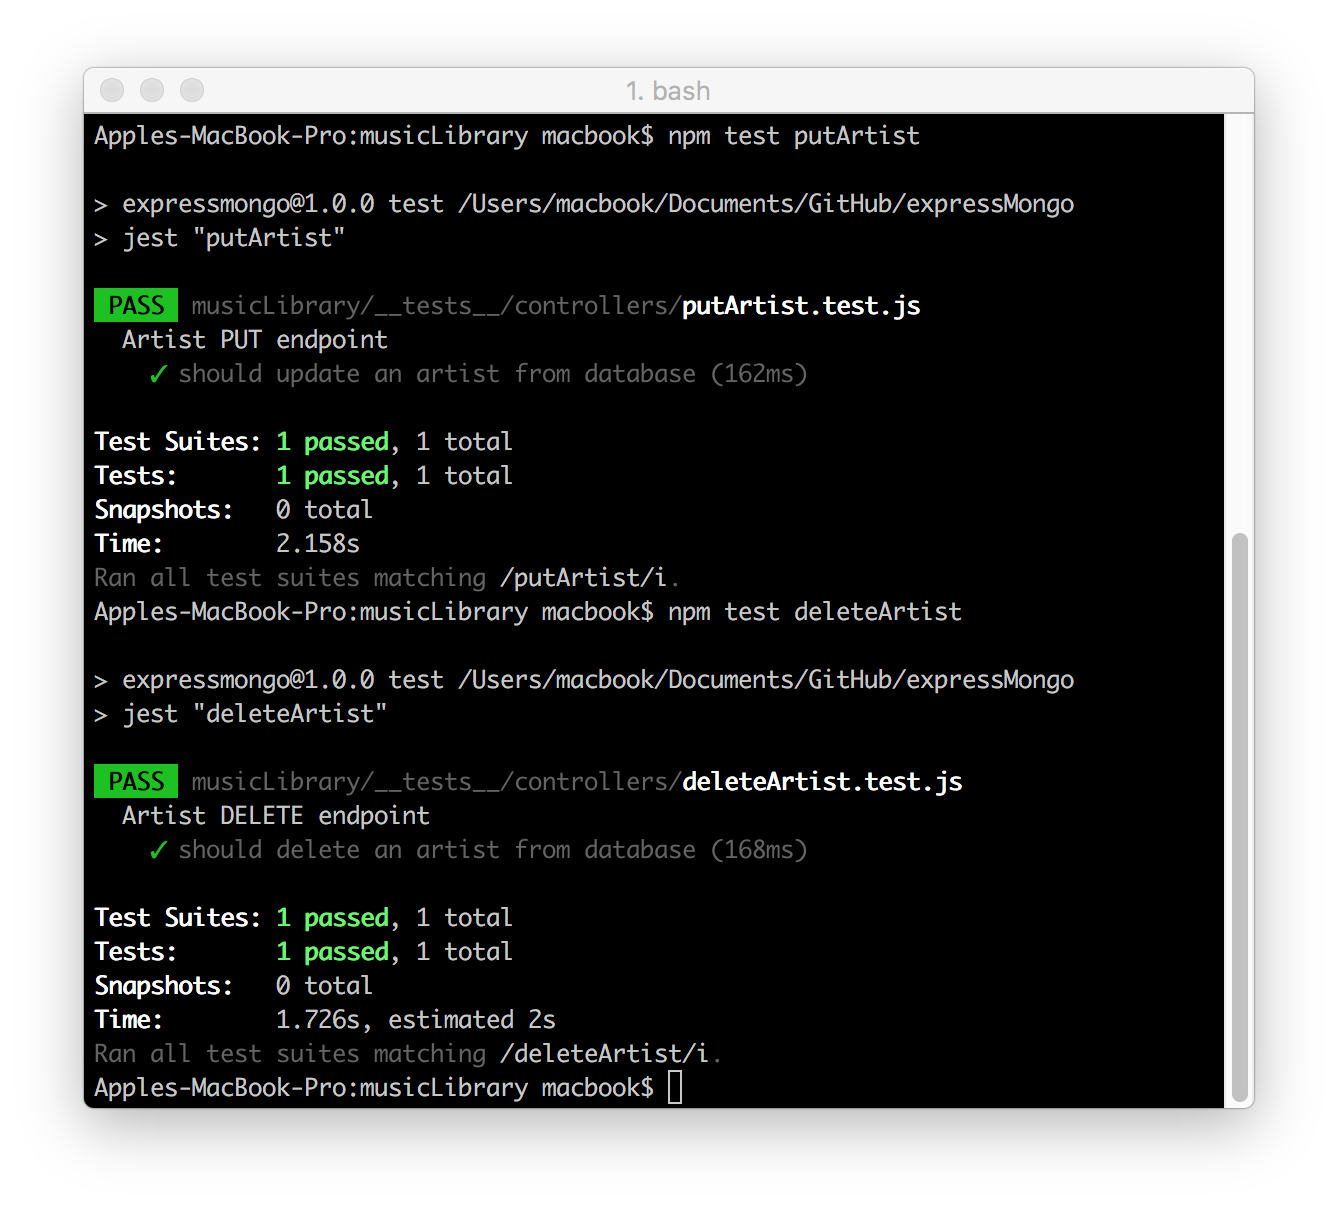 1. bash
Apples-MacBook-Pro:musicLibrary macbook$ npm test putArtist
> expressmongo@1.0.0 test /Users/macbook/Documents/GitHub/expressMongo
> jest "putArtist"
PASS musicLibrary/__tests__/controllers/putArtist.test.js
Artist PUT endpoint
✓ should update an artist from database (162ms)
Test Suites: 1 passed, 1 total
Tests: 1 passed, 1 total
Snapshots: 0 total
Time: 2.158s
Ran all test suites matching /putArtist/i.
Apples-MacBook-Pro:musicLibrary macbook$ npm test deleteArtist
> expressmongo@1.0.0 test /Users/macbook/Documents/GitHub/expressMongo
> jest "deleteArtist"
PASS musicLibrary/__tests__/controllers/deleteArtist.test.js
Artist DELETE endpoint
✓ should delete an artist from database (168ms)
Test Suites: 1 passed, 1 total
Tests: 1 passed, 1 total
Snapshots: 0 total
Time: 1.726s, estimated 2s
Ran all test suites matching /deleteArtist/i.
Apples-MacBook-Pro:musicLibrary macbook$